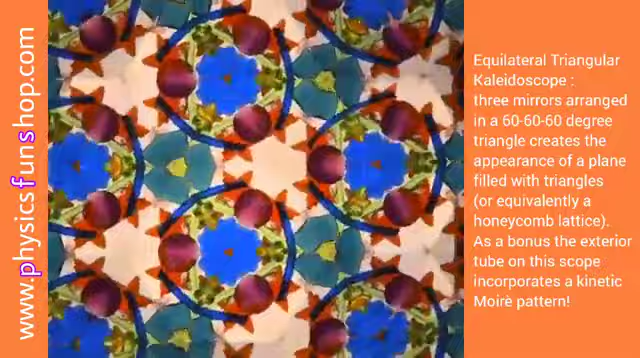 www.physicsfunshop.com
Equilateral Triangular
Kaleidoscope :
three mirrors arranged
in a 60-60-60 degree
triangle creates the
appearance of a plane
filled with triangles
(or equivalently a
honeycomb lattice).
As a bonus the exterior
tube on this scope
incorporates a kinetic
Moirè pattern!